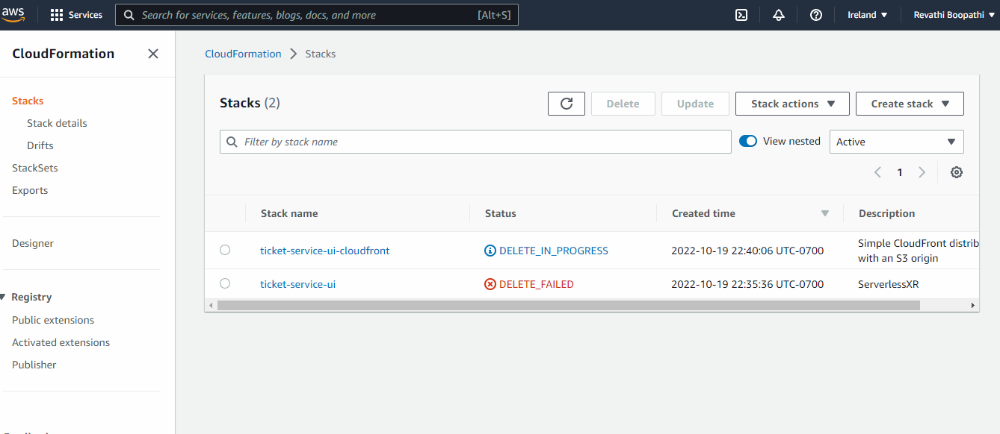 aws
Services
Search for services, features, blogs, docs, and more
[Alt+S]
Ireland
Revathi Boopathi
CloudFormation
CloudFormation
Stacks
Stacks
Stack details
Drifts
StackSets
Exports
Designer
Registry
Public extensions
Activated extensions
Publisher
Stacks (2)
Delete
Update
Stack actions
Create stack
Filter by stack name
View nested
Active
1
Stack name
Status
Created time
Description
ticket-service-ui-cloudfront
DELETE_IN_PROGRESS
2022-10-19 22:40:06 UTC-0700
Simple CloudFront distrib
with an S3 origin
ticket-service-ui
DELETE_FAILED
2022-10-19 22:35:36 UTC-0700
ServerlessXR